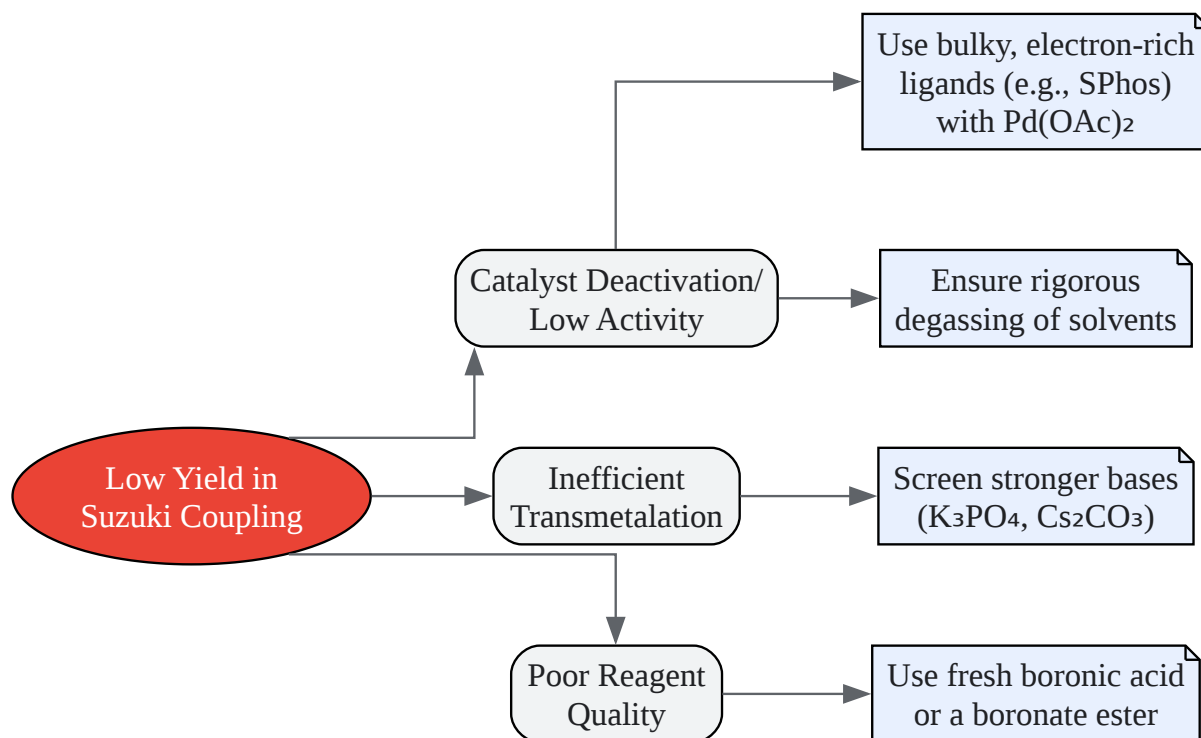 Use bulky, electron-rich
ligands (e.g., SPhos)
with Pd(OAc)₂
Catalyst Deactivation/
Low Activity
Ensure rigorous
degassing of solvents
Low Yield in
Suzuki Coupling
Inefficient
Transmetalation
Screen stronger bases
(K₃PO₄, Cs₂CO₃)
Poor Reagent
Quality
Use fresh boronic acid
or a boronate ester